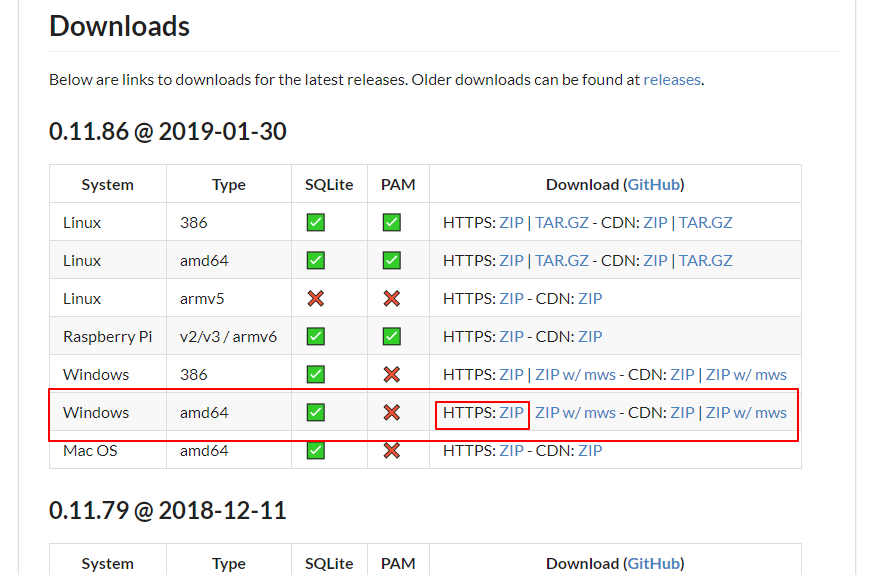 Downloads
Below are links to downloads for the latest releases. Older downloads can be found at releases.
0.11.86 @ 2019-01-30
System Type SQLite PAM Download (GitHub)
Linux 386 HTTPS: ZIP | TAR.GZ - CDN: ZIP | TAR.GZ
Linux amd64 HTTPS: ZIP | TAR.GZ - CDN: ZIP | TAR.GZ
Linux armv5 HTTPS: ZIP - CDN: ZIP
Raspberry Pi v2/v3 / armv6 HTTPS: ZIP - CDN: ZIP
Windows 386 HTTPS: ZIP | ZIP w/ mws - CDN: ZIP | ZIP w/ mws
Windows amd64 HTTPS: ZIP ZIP w/ mws - CDN: ZIP | ZIP w/ mws
Mac OS amd64 HTTPS: ZIP - CDN: ZIP
0.11.79 @ 2018-12-11
System Type SQLite PAM Download (GitHub)